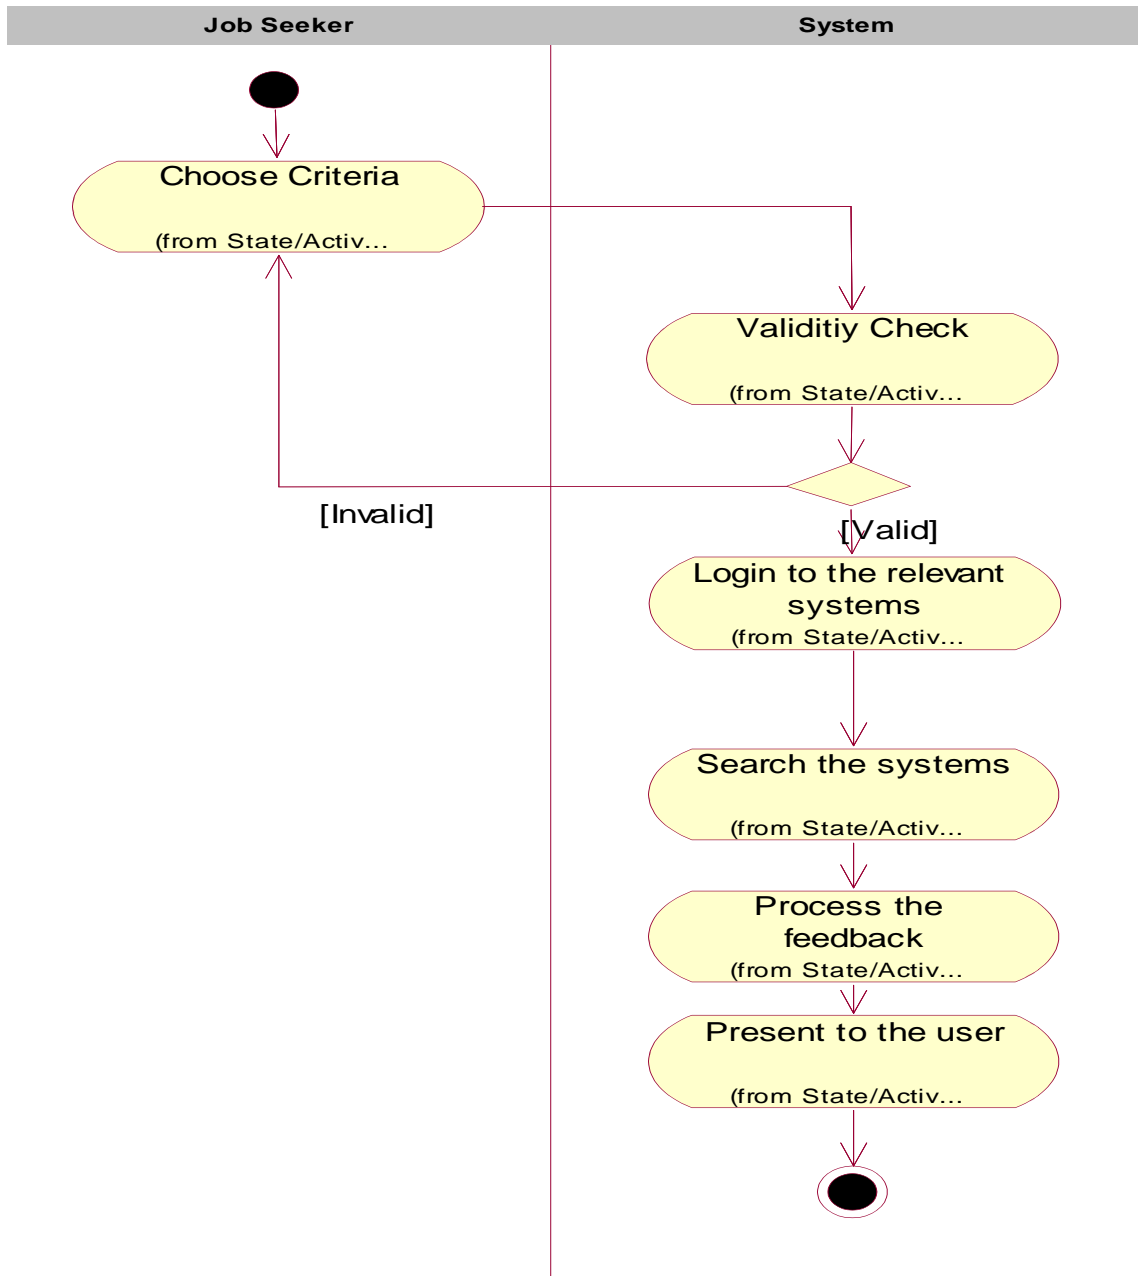 Job Seeker
System
Choose Criteria
(from State/Activ...
Validitiy Check
(from State/Activ...
[Invalid]
[Valid]
Login to the relevant
systems
(from State/Activ...
Search the systems
(from State/Activ...
Process the
feedback
(from State/Activ...
Present to the user
(from State/Activ...